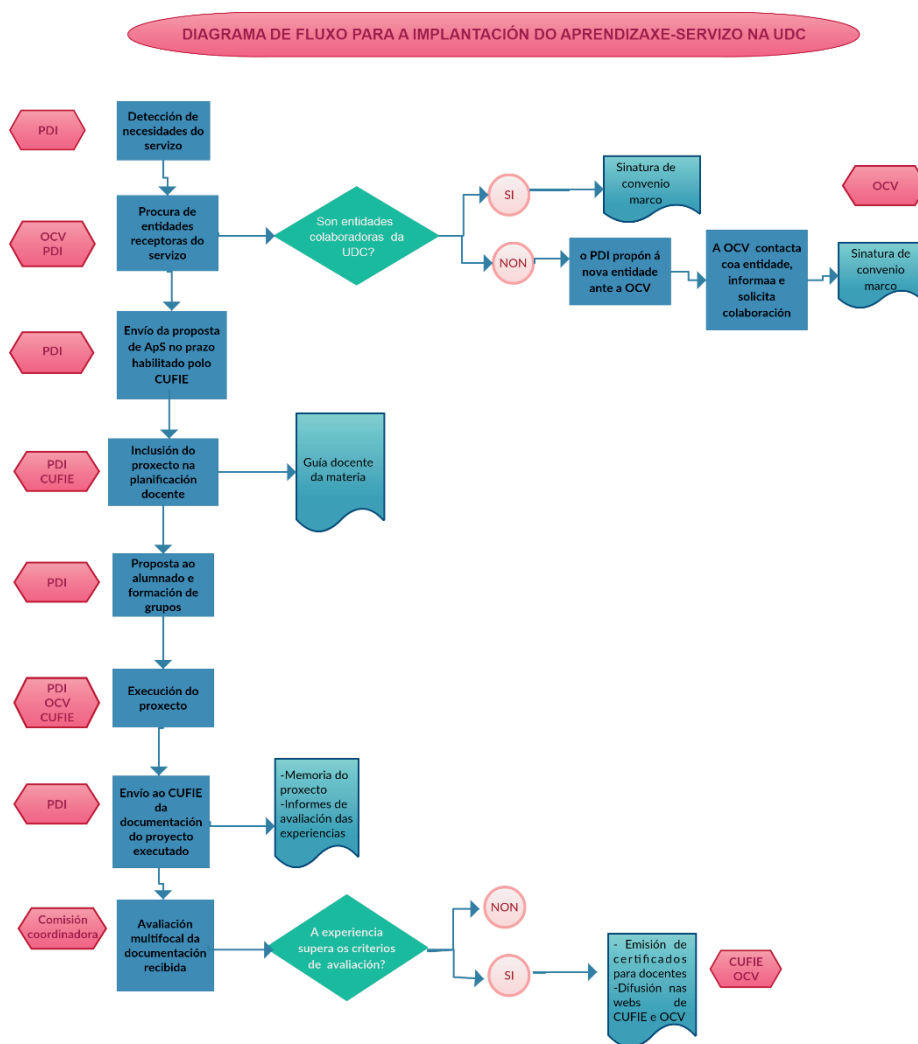 DIAGRAMA DE FLUXO PARA A IMPLANTACIÓN DO APRENDIZAXE-SERVIZO NA UDC
PDI
Detección de
necesidades do
servizo
OCV
PDI
Procura de
entidades
receptoras do
servizo
Son entidades
colaboradoras da
UDC?
SI
Sinatura de
convenio
marco
OCV
NON
o PDI propón á
nova entidade
ante a OCV
A OCV contacta
coa entidade,
informaa e
solicita
colaboración
Sinatura de
convenio
marco
PDI
Envío da proposta
de ApS no prazo
habilitado polo
CUFIE
PDI
CUFIE
Inclusión do
proxecto na
planificación
docente
Guía docente
da materia
PDI
Proposta ao
alumnado e
formación de
grupos
PDI
OCV
CUFIE
Execución do
proxecto
PDI
Envío ao CUFIE
da
documentación
do proyecto
executado
-Memoria do
proxecto
-Informes de
avaliación das
experiencias
Comisión
coordinadora
Avaliación
multifocal da
documentación
recibida
A experiencia
supera os criterios
de avaliación?
NON
SI
- Emisión de
certificados
para docentes
-Difusión nas
webs de
CUFIE e OCV
CUFIE
OCV